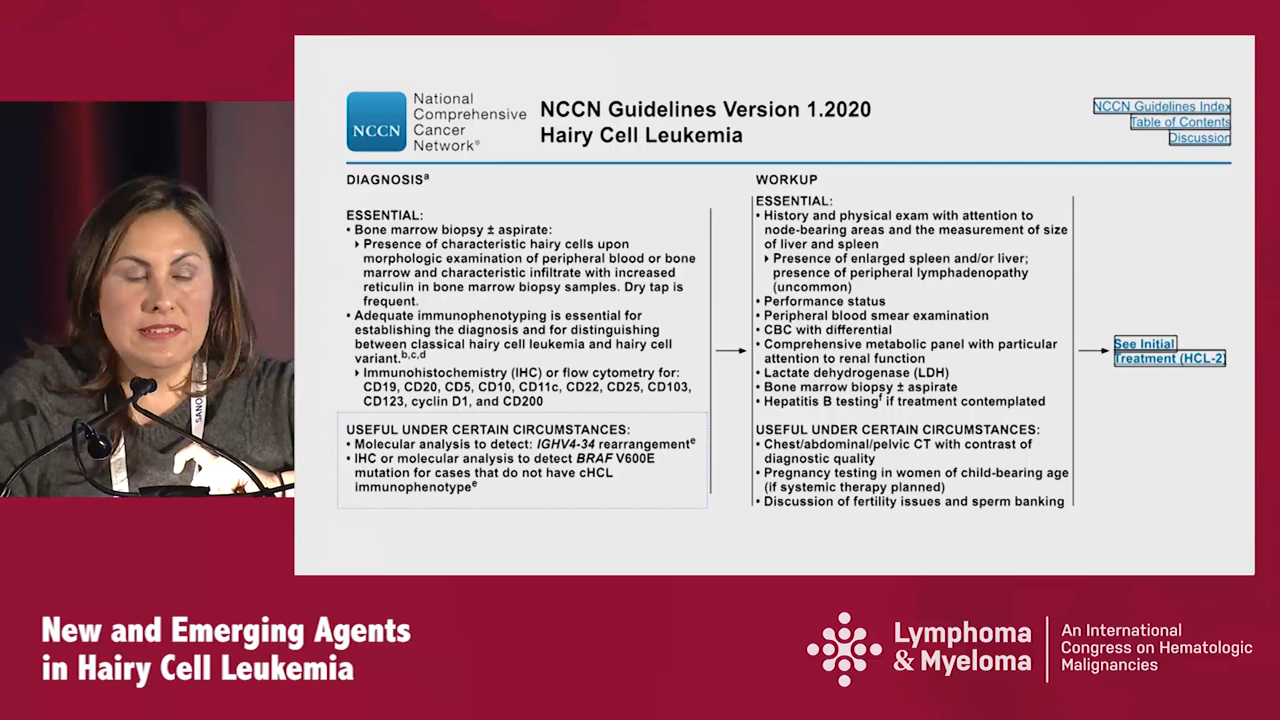 National
Comprehensive
Cancer
Network®
NCCN
NCCN Guidelines Version 1.2020
Hairy Cell Leukemia
NCCN Guidelines Index
Table of Contents
Discussion
DIAGNOSISa
ESSENTIAL:
• Bone marrow biopsy ± aspirate:
Presence of characteristic hairy cells upon
morphologic examination of peripheral blood or bone
marrow and characteristic infiltrate with increased
reticulin in bone marrow biopsy samples. Dry tap is
frequent.
• Adequate immunophenotyping is essential for
establishing the diagnosis and for distinguishing
between classical hairy cell leukemia and hairy cell
variant.b,c,d
Immunohistochemistry (IHC) or flow cytometry for:
CD19, CD20, CD5, CD10, CD11c, CD22, CD25, CD103,
CD123, cyclin D1, and CD200
USEFUL UNDER CERTAIN CIRCUMSTANCES:
• Molecular analysis to detect: IGHV4-34 rearrangemente
• IHC or molecular analysis to detect BRAF V600E
mutation for cases that do not have cHCL
immunophenotypee
WORKUP
ESSENTIAL:
• History and physical exam with attention to
node-bearing areas and the measurement of size
of liver and spleen
Presence of enlarged spleen and/or liver;
presence of peripheral lymphadenopathy
(uncommon)
• Performance status
• Peripheral blood smear examination
• CBC with differential
• Comprehensive metabolic panel with particular
attention to renal function
• Lactate dehydrogenase (LDH)
• Bone marrow biopsy ± aspirate
• Hepatitis B testingf if treatment contemplated
USEFUL UNDER CERTAIN CIRCUMSTANCES:
• Chest/abdominal/pelvic CT with contrast of
diagnostic quality
• Pregnancy testing in women of child-bearing age
(if systemic therapy planned)
• Discussion of fertility issues and sperm banking
See Initial
Treatment (HCL-2)
New and Emerging Agents
in Hairy Cell Leukemia
Lymphoma
& Myeloma
An International
Congress on Hematologic
Malignancies